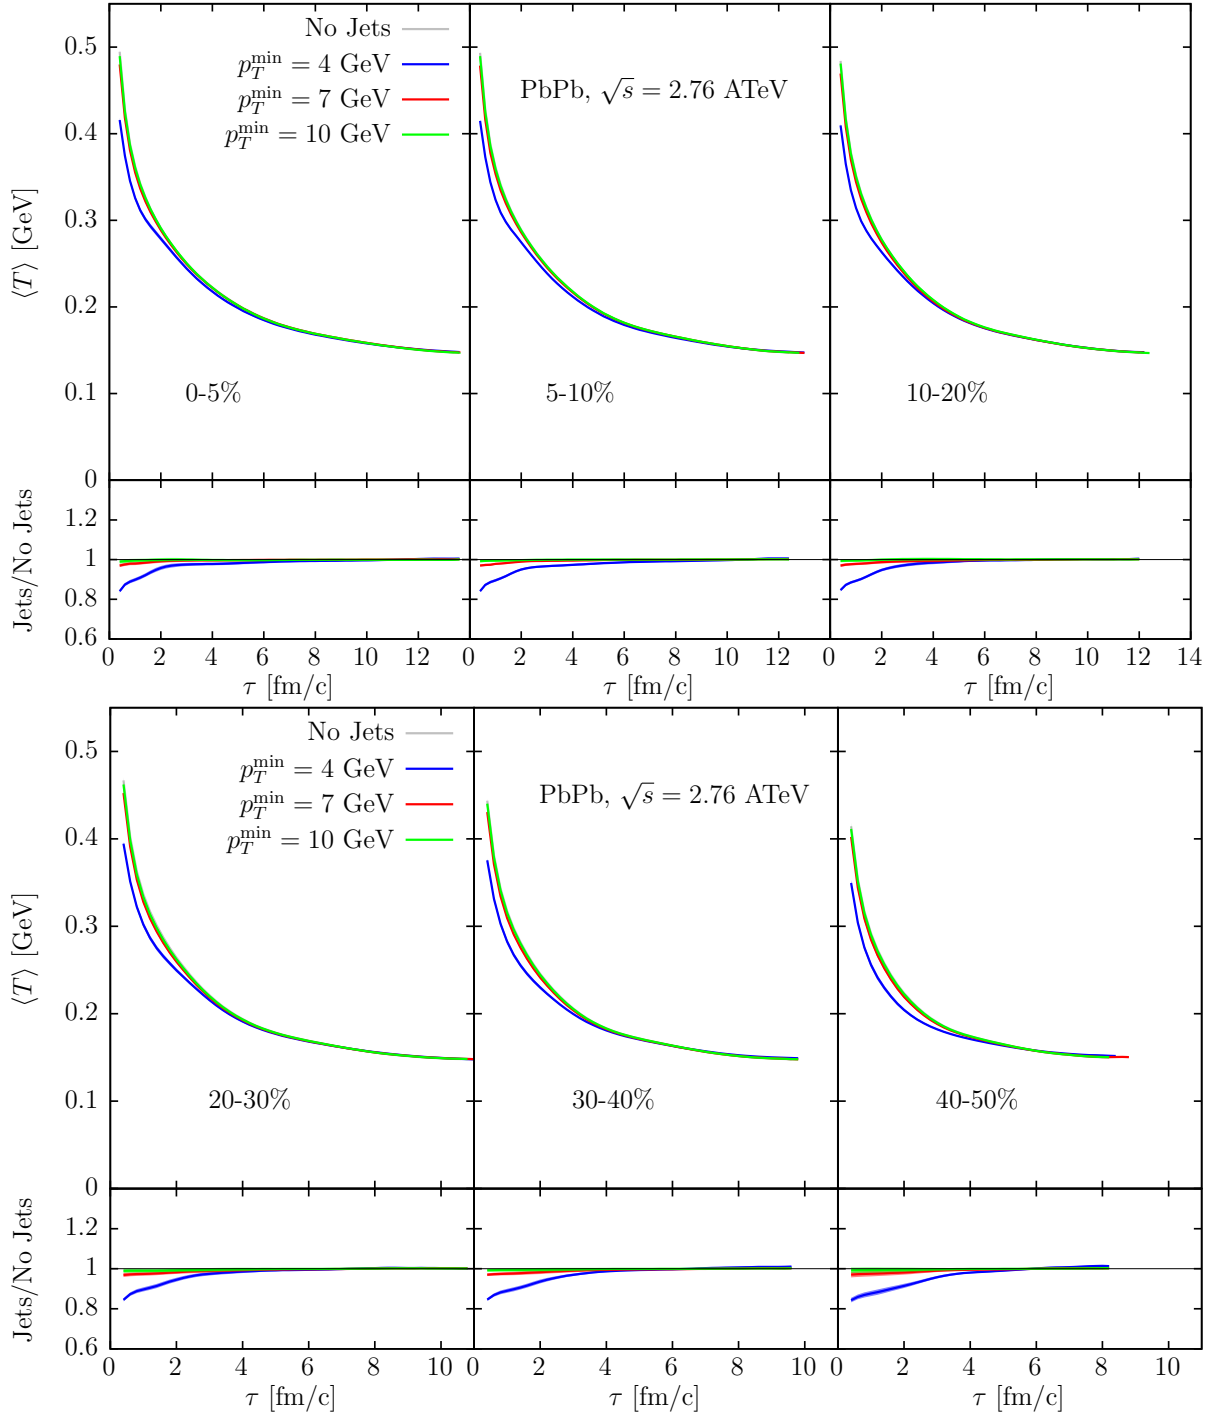 No Jets
p_T^min = 4 GeV
p_T^min = 7 GeV
p_T^min = 10 GeV
PbPb, √s = 2.76 ATeV
⟨T⟩ [GeV]
0.5
0.4
0.3
0.2
0.1
0
0-5%
5-10%
10-20%
Jets/No Jets
1.2
1
0.8
0.6
0 2 4 6 8 10 12 0 2 4 6 8 10 12 0 2 4 6 8 10 12 14
τ [fm/c] τ [fm/c] τ [fm/c]
No Jets
p_T^min = 4 GeV
p_T^min = 7 GeV
p_T^min = 10 GeV
PbPb, √s = 2.76 ATeV
⟨T⟩ [GeV]
0.5
0.4
0.3
0.2
0.1
0
20-30%
30-40%
40-50%
Jets/No Jets
1.2
1
0.8
0.6
0 2 4 6 8 10 0 2 4 6 8 10 0 2 4 6 8 10
τ [fm/c] τ [fm/c] τ [fm/c]